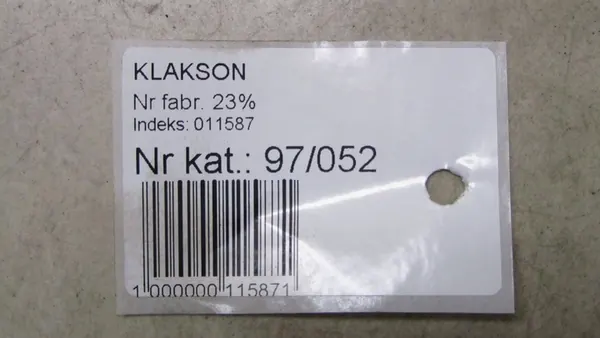 KLAKSON
Nr fabr. 23%
Indeks: 011587
Nr kat.: 97/052
1 000000 115871